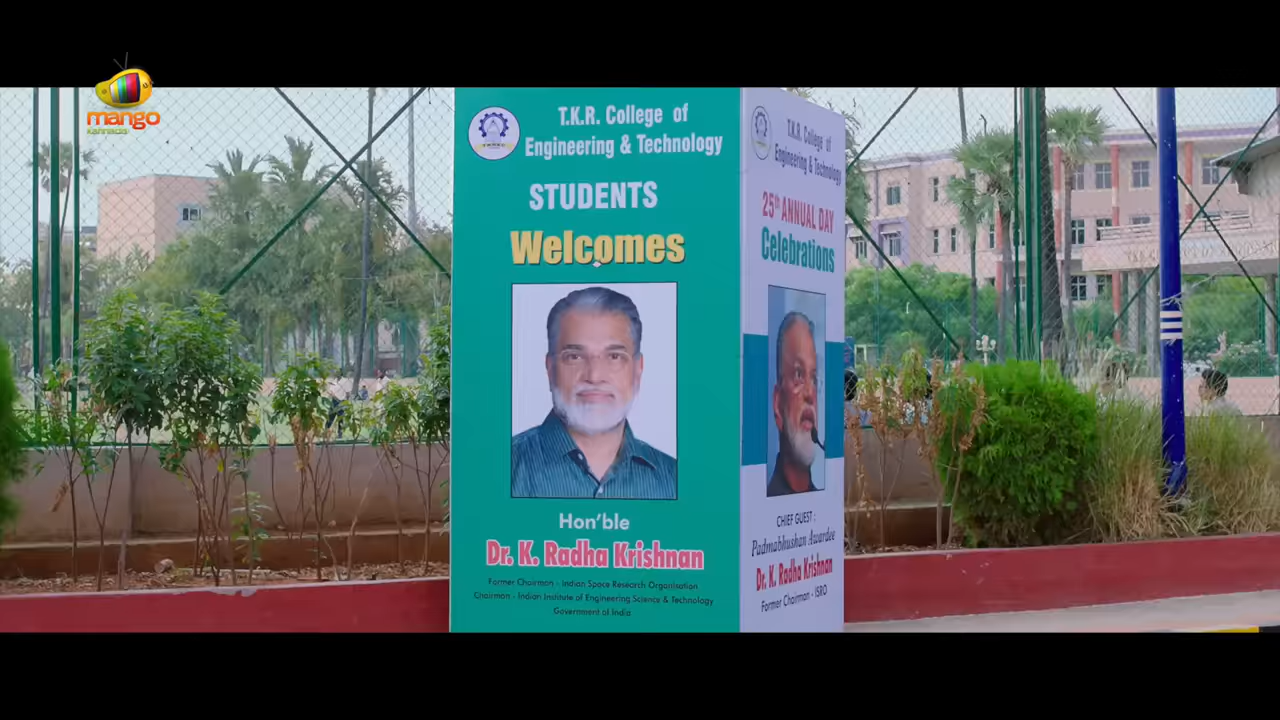 mango
Kannada
T.K.R. College of
Engineering & Technology
STUDENTS
Welcomes
Hon'ble
Dr. K. Radha Krishnan
Former Chairman - Indian Space Research Organisation
Chairman - Indian Institute of Engineering Science & Technology
Government of India
T.K.R. College of
Engineering & Technology
25th ANNUAL DAY
Celebrations
CHIEF GUEST :
Padmabhushan Awardee
Dr. K. Radha Krishnan
Former Chairman - ISRO